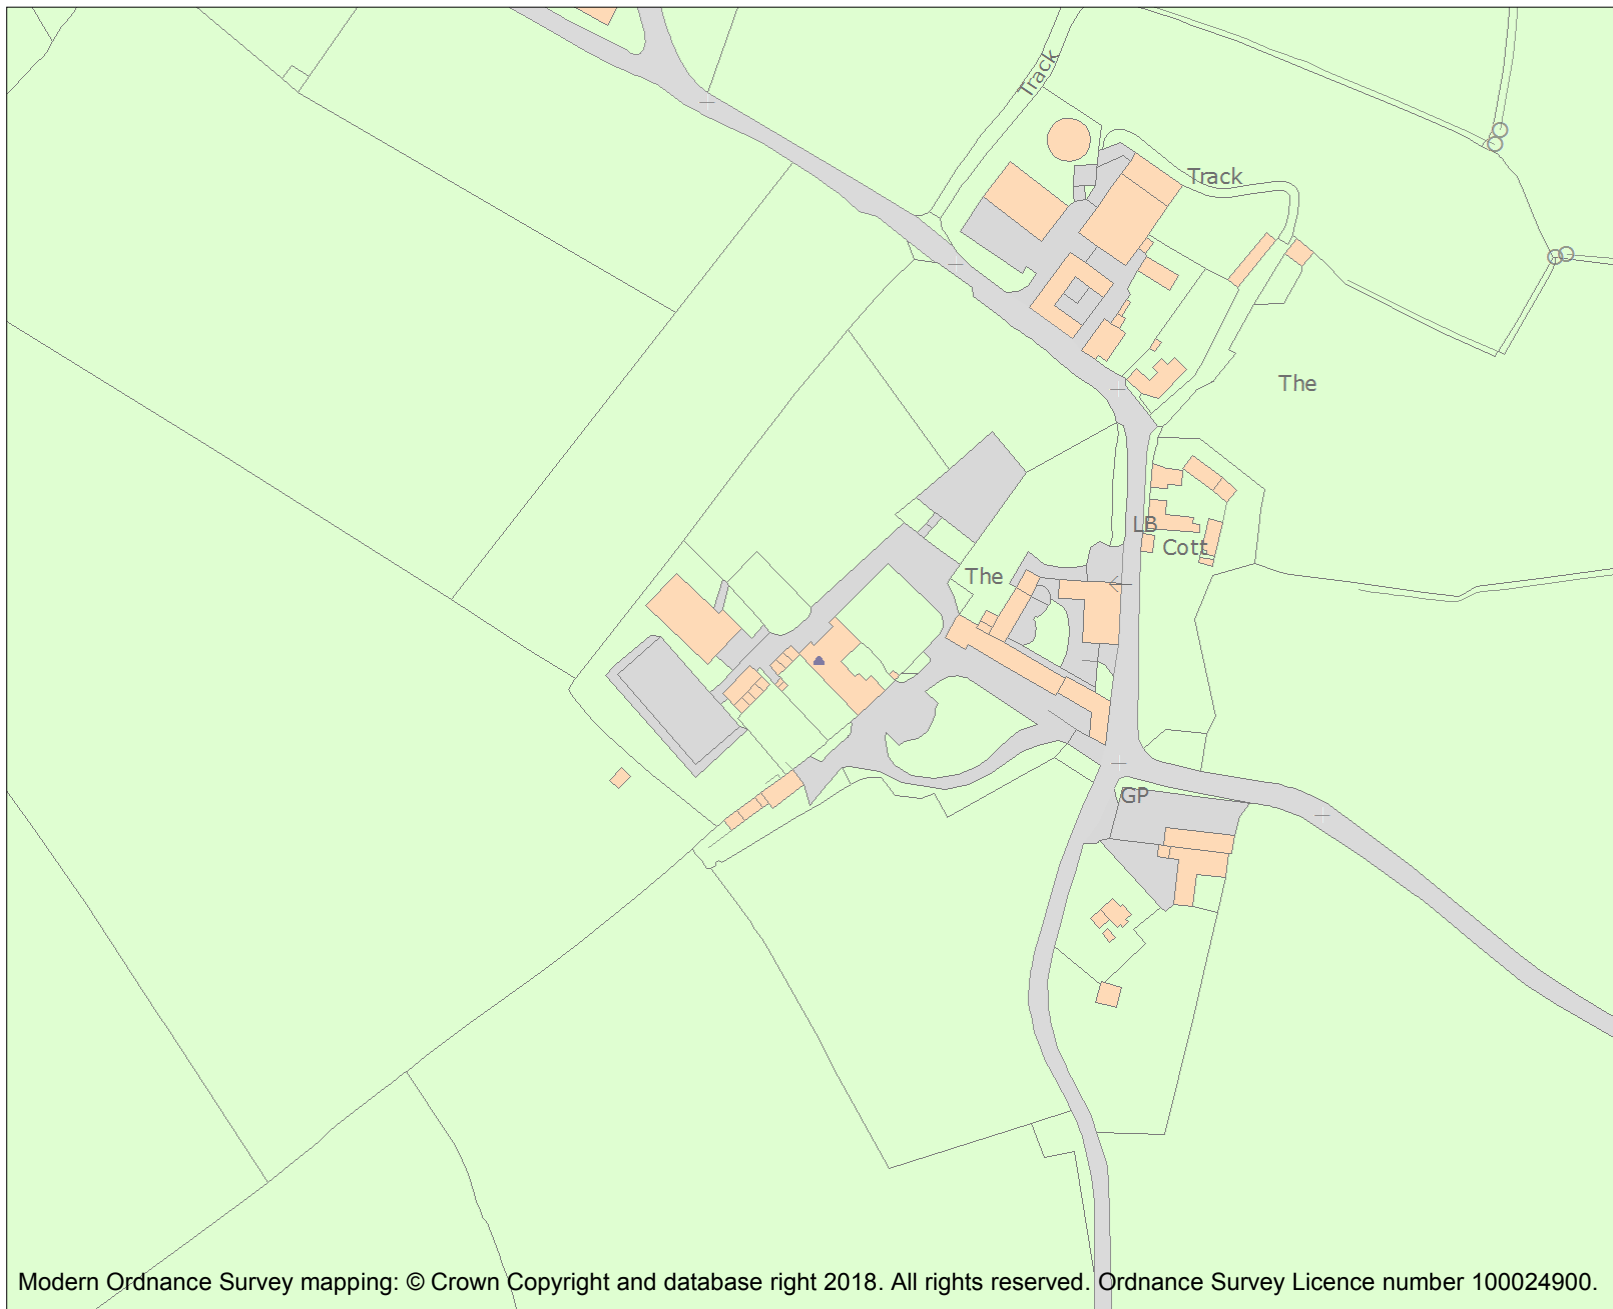 Track
Track
The
LB
Cott
The
GP
Modern Ordnance Survey mapping: © Crown Copyright and database right 2018. All rights reserved. Ordnance Survey Licence number 100024900.